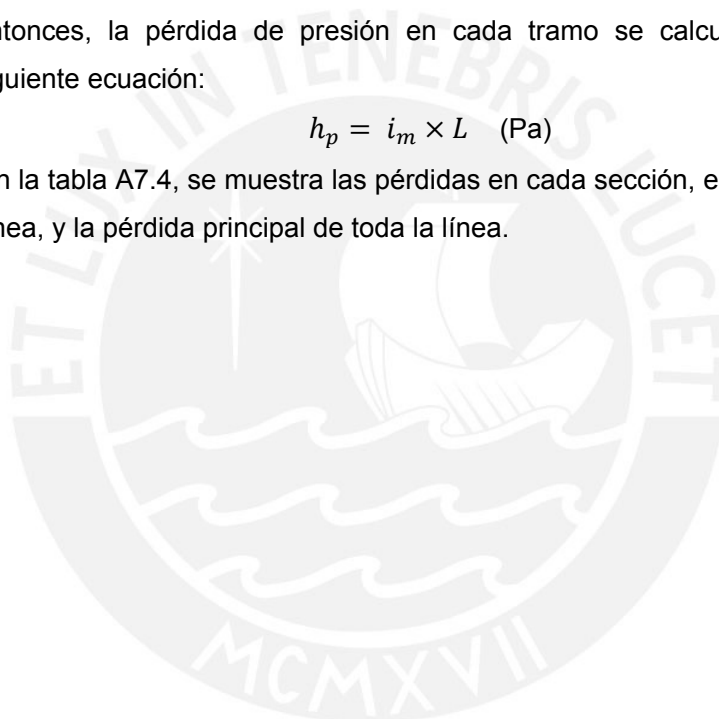 ntonces, la pérdida de presión en cada tramo se calcu
guiente ecuación:
h_p = i_m × L (Pa)
n la tabla A7.4, se muestra las pérdidas en cada sección, e
nea, y la pérdida principal de toda la línea.
ET LUX IN TENEBRIS LUCET
MCMXVII